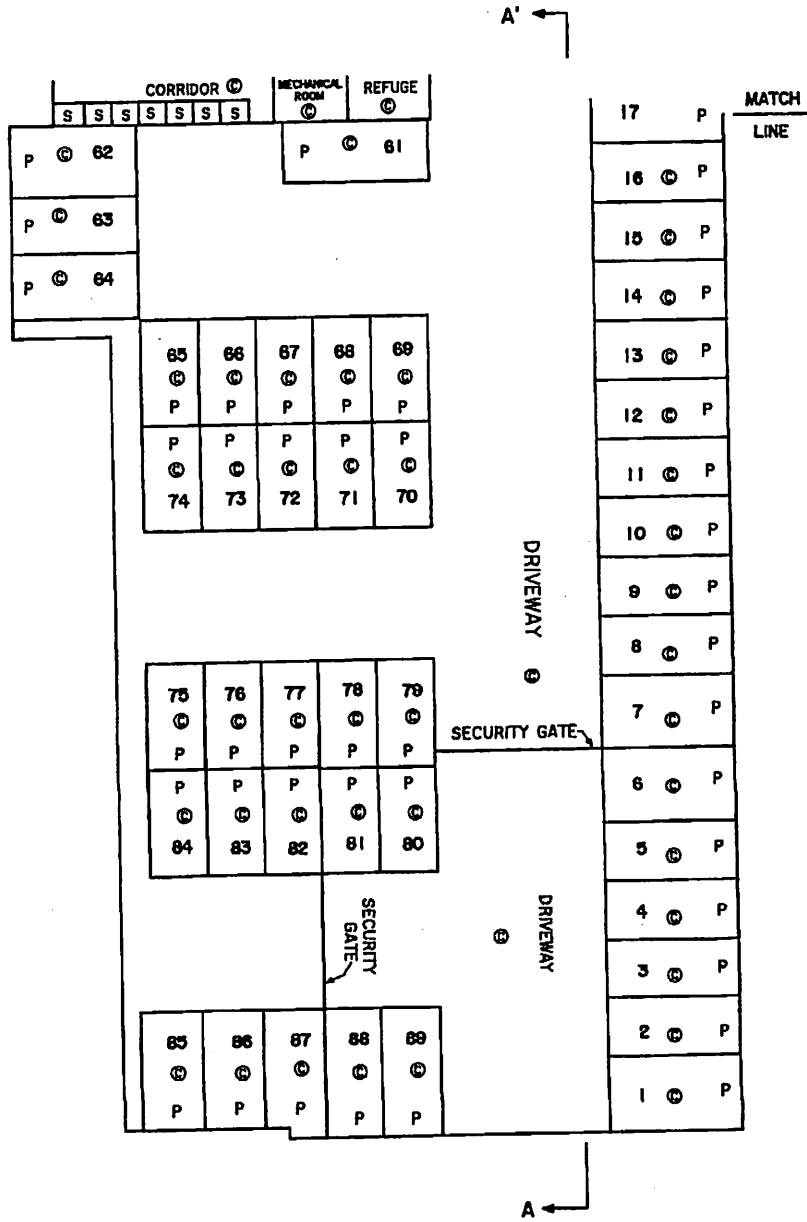 A'
CORRIDOR ©
MECHANICAL
ROOM
©
REFUGE
©
S S S S S S S
17 P
MATCH
LINE
P © 62
P © 61
16 © P
P © 63
15 © P
P © 64
14 © P
65 66 67 68 69
© © © © ©
P P P P P
13 © P
12 © P
P P P P P
© © © © ©
74 73 72 71 70
11 © P
10 © P
DRIVEWAY
©
9 © P
8 © P
75 76 77 78 79
© © © © ©
P P P P P
7 © P
SECURITY GATE
6 © P
P P P P P
© © © © ©
84 83 82 81 80
5 © P
SECURITY
GATE
DRIVEWAY
©
4 © P
3 © P
85 86 87 88 89
© © © © ©
P P P P P
2 © P
1 © P
A